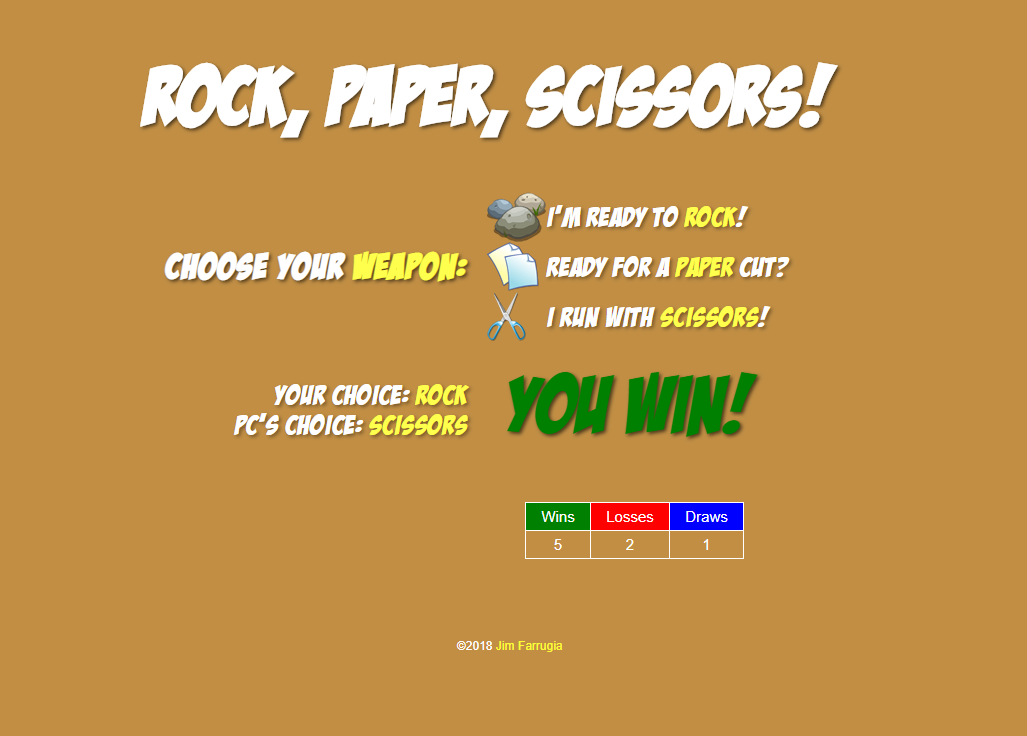 ROCK, PAPER, SCISSORS!
I'M READY TO ROCK!
CHOOSE YOUR WEAPON:
READY FOR A PAPER CUT?
I RUN WITH SCISSORS!
YOUR CHOICE: ROCK
PC'S CHOICE: SCISSORS
YOU WIN!
Wins Losses Draws
5 2 1
©2018 Jim Farrugia